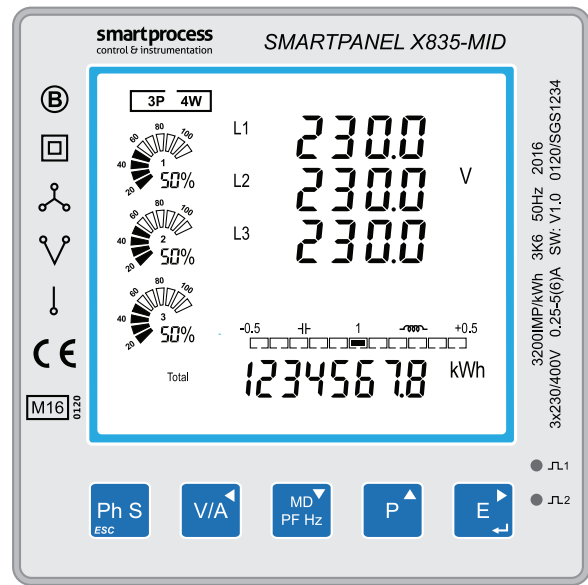 smartprocess
control & instrumentation
SMARTPANEL X835-MID
B
3P 4W
L1 230.0
L2 230.0 V
L3 230.0
20 40 60 80 100
1
50%
20 40 60 80 100
2
50%
20 40 60 80 100
3
50%
-0.5 1 +0.5
Total 1234567.8 kWh
CE
M16 0120
3200IMP/kWh 3K6 50Hz 2016
3x230/400V 0.25-5(6)A SW: V1.0 0120/SGS1234
1
2
Ph S
ESC
V/A
MD
PF Hz
P
E